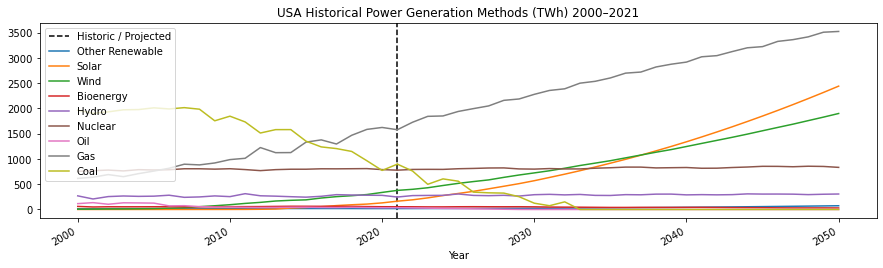 USA Historical Power Generation Methods (TWh) 2000–2021
3500
3000
2500
2000
1500
1000
500
0
Historic / Projected
Other Renewable
Solar
Wind
Bioenergy
Hydro
Nuclear
Oil
Gas
Coal
2000
2010
2020
2030
2040
2050
Year